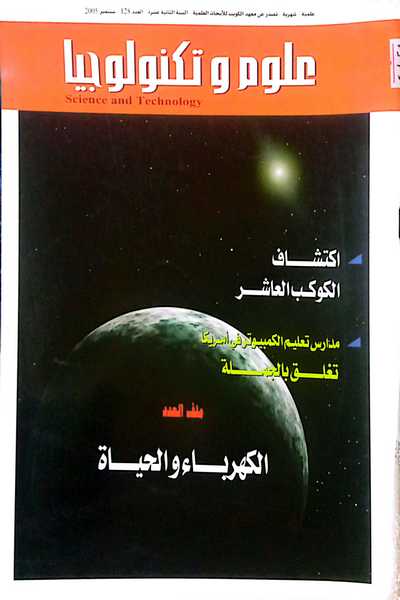 علمية - شهرية - تصدر عن معهد الكويت للأبحاث العلمية - السنة الثانية عشرة - العدد 125 - سبتمبر 2005
علوم وتكنولوجيا
Science and Technology
اكتشاف
الكوكب العاشر
مدارس تعليم الكمبيوتر في أمريكا
تغلق بالجملة
ملف العدد
الكهرباء والحياة